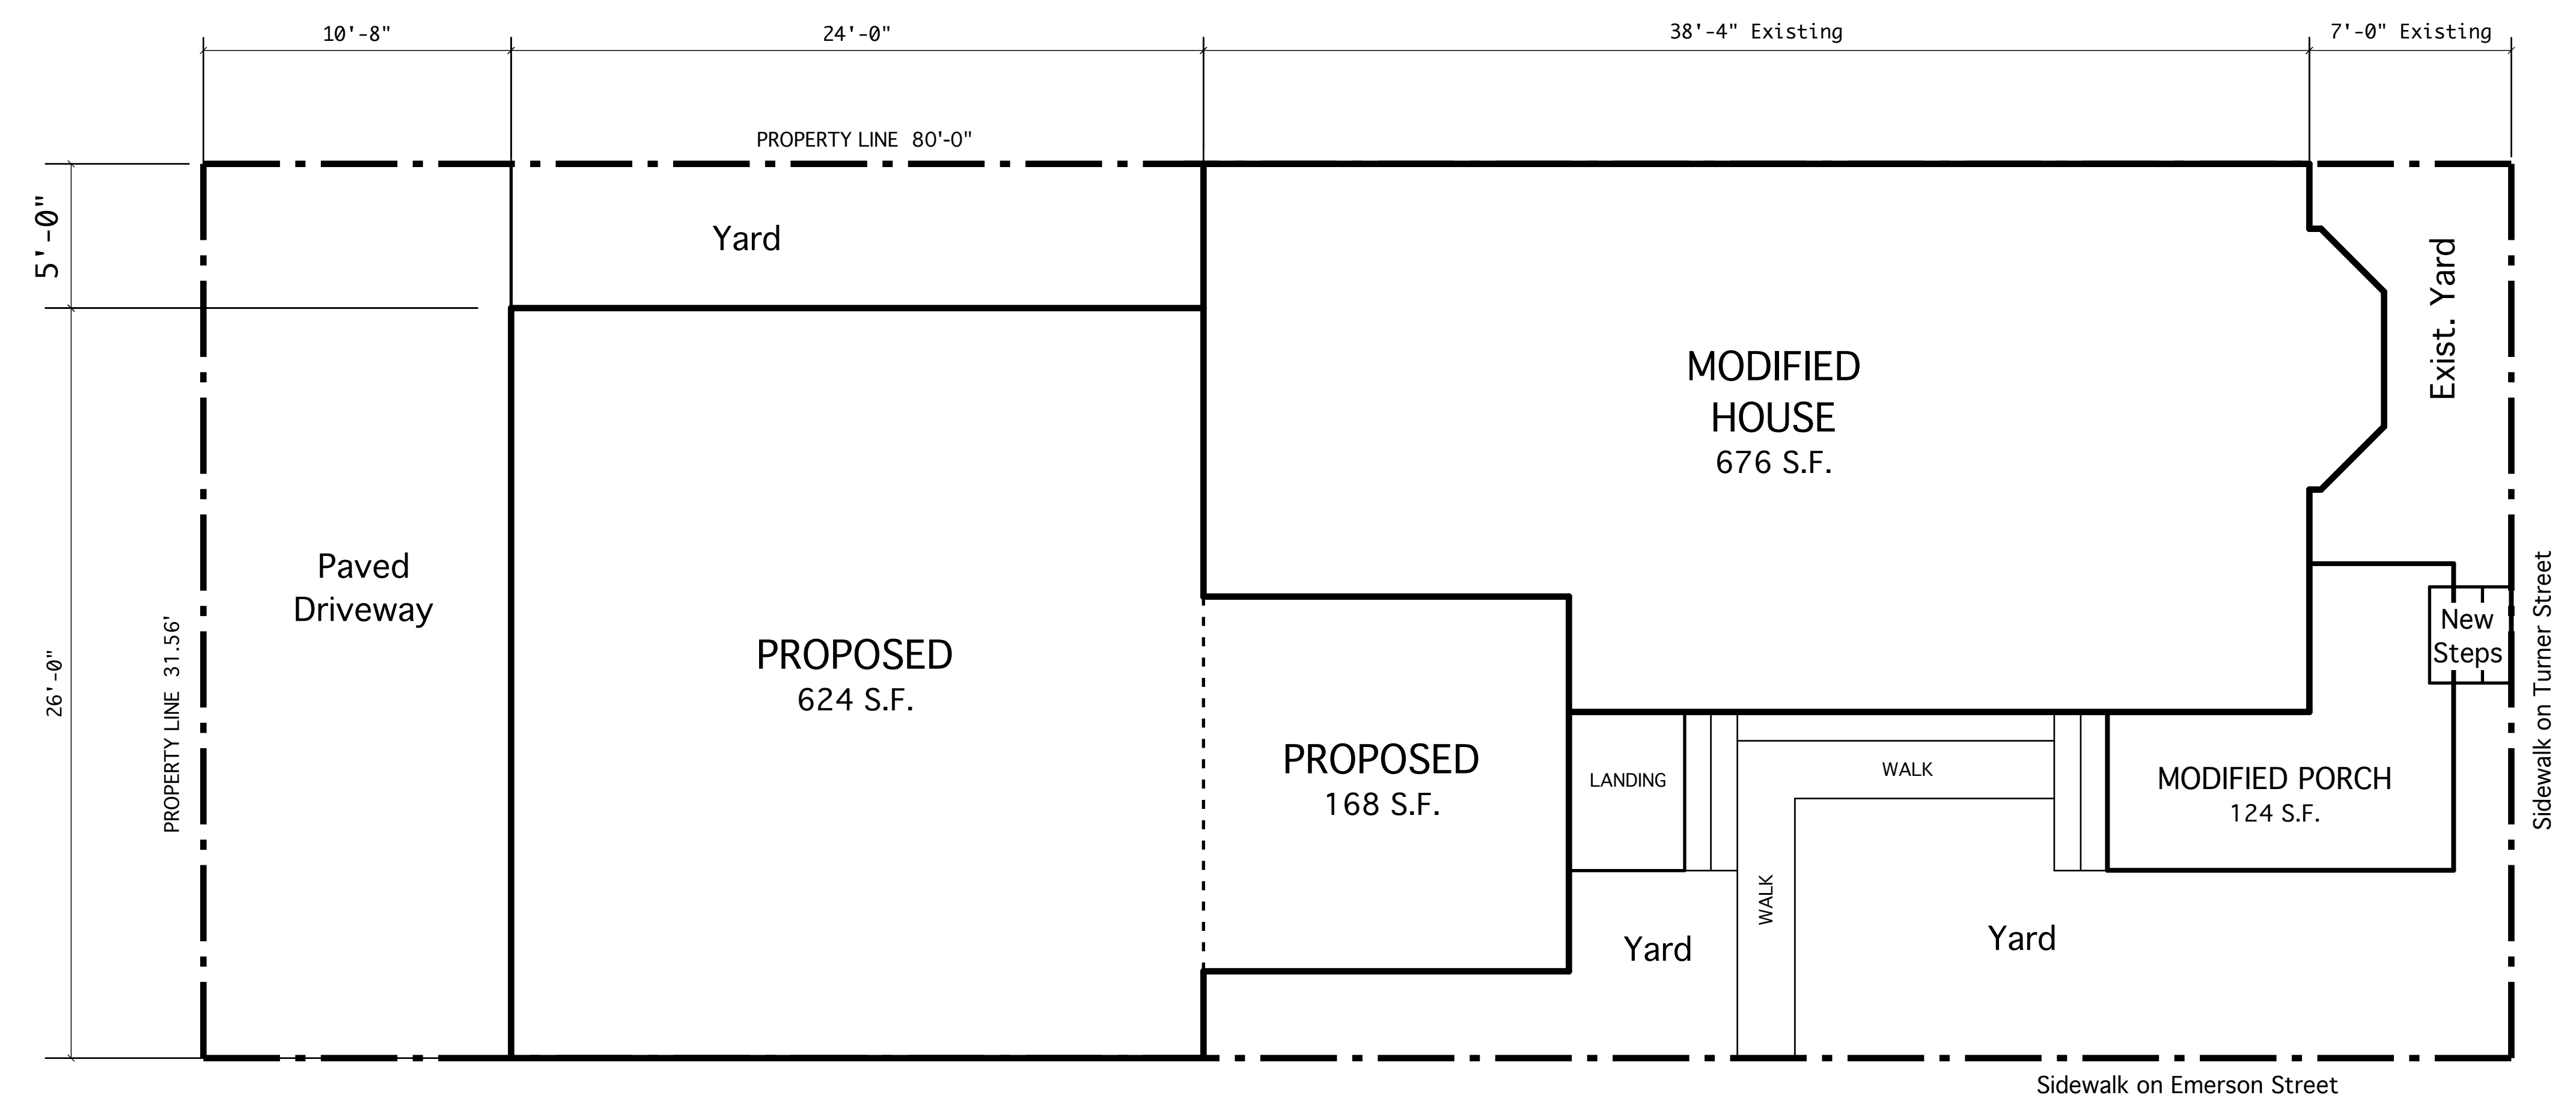 10'-8"
24'-0"
38'-4" Existing
7'-0" Existing
PROPERTY LINE 80'-0"
5'-0"
Yard
Exist. Yard
MODIFIED
HOUSE
676 S.F.
Paved
Driveway
PROPERTY LINE 31.56'
26'-0"
PROPOSED
624 S.F.
New
Steps
Sidewalk on Turner Street
PROPOSED
168 S.F.
LANDING
WALK
MODIFIED PORCH
124 S.F.
WALK
Yard
Yard
Sidewalk on Emerson Street